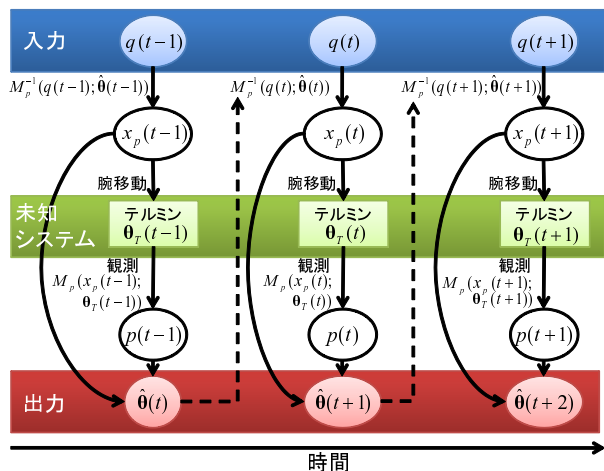 入力
q(t−1)
q(t)
q(t+1)
M_p^{-1}(q(t−1);θ̂(t−1))
M_p^{-1}(q(t);θ̂(t))
M_p^{-1}(q(t+1);θ̂(t+1))
x_p(t−1)
x_p(t)
x_p(t+1)
腕移動
腕移動
腕移動
未知
システム
テルミン
θ_T(t−1)
テルミン
θ_T(t)
テルミン
θ_T(t+1)
観測
M_p(x_p(t−1);
θ_T(t−1))
観測
M_p(x_p(t);
θ_T(t))
観測
M_p(x_p(t+1);
θ_T(t+1))
p(t−1)
p(t)
p(t+1)
出力
θ̂(t)
θ̂(t+1)
θ̂(t+2)
時間